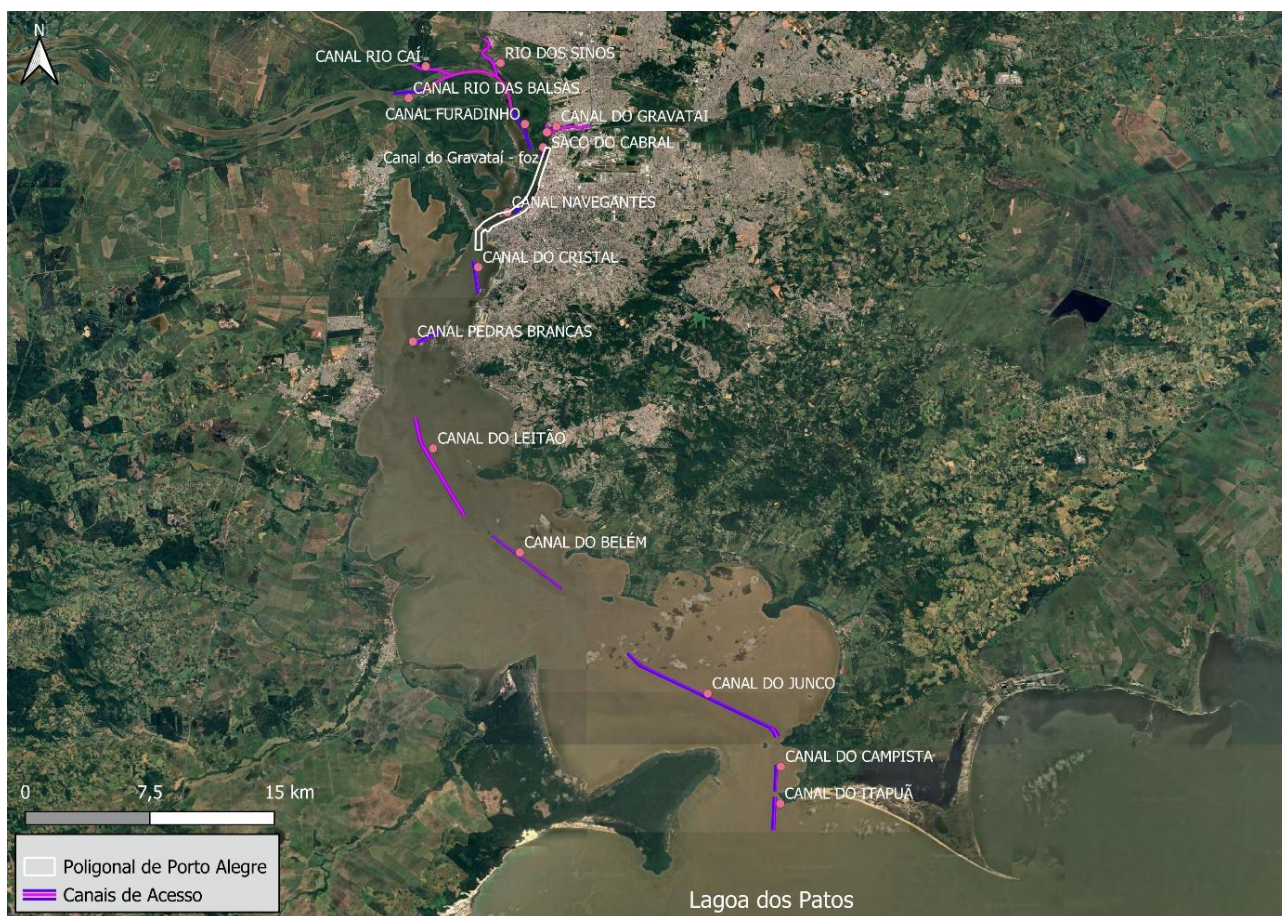 N
CANAL RIO CAÍ
RIO DOS SINOS
CANAL RIO DAS BALSAS
CANAL FURADINHO
CANAL DO GRAVATAI
SACO DO CABRAL
Canal do Gravataí - foz
CANAL NAVEGANTES
CANAL DO CRISTAL
CANAL PEDRAS BRANCAS
CANAL DO LEITÃO
CANAL DO BELÉM
CANAL DO JUNCO
CANAL DO CAMPISTA
CANAL DO ITAPUÃ
0 7,5 15 km
Poligonal de Porto Alegre
Canais de Acesso
Lagoa dos Patos